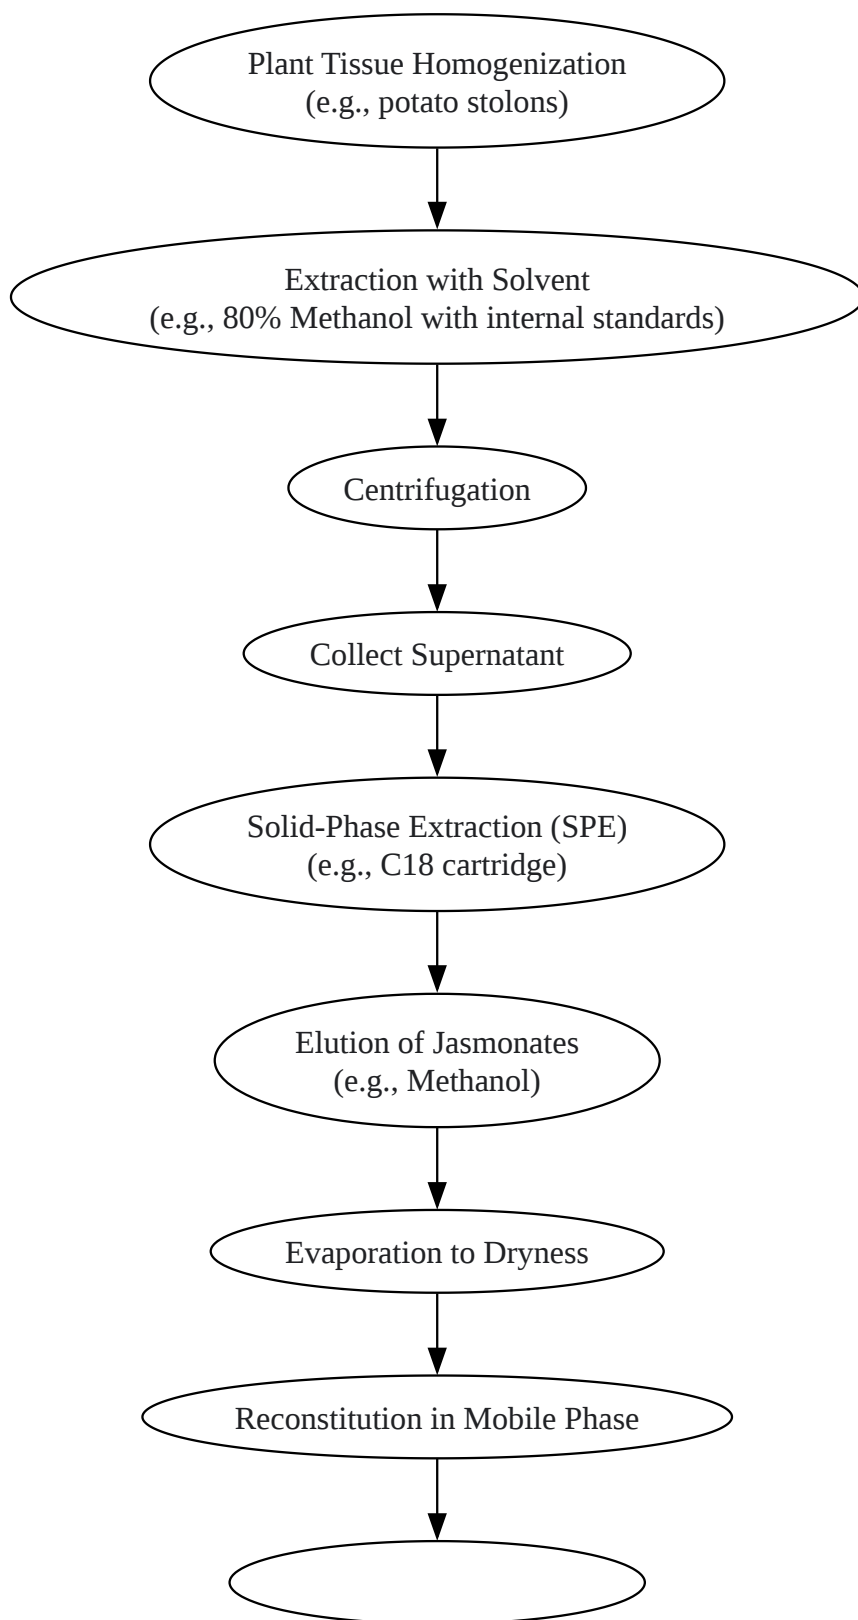 Plant Tissue Homogenization
(e.g., potato stolons)
Extraction with Solvent
(e.g., 80% Methanol with internal standards)
Centrifugation
Collect Supernatant
Solid-Phase Extraction (SPE)
(e.g., C18 cartridge)
Elution of Jasmonates
(e.g., Methanol)
Evaporation to Dryness
Reconstitution in Mobile Phase